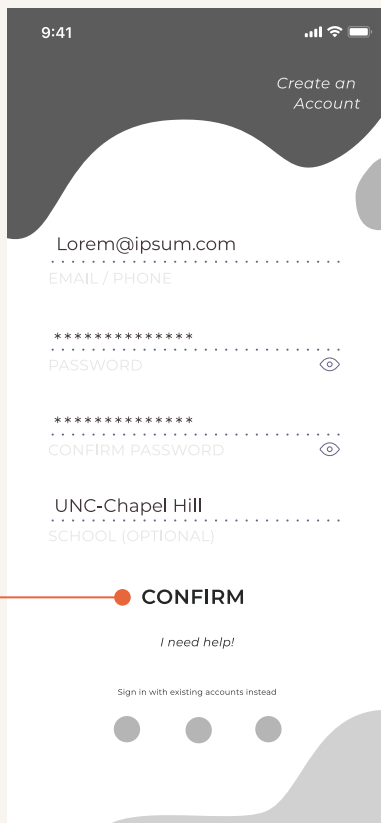 9:41
Create an
Account
Lorem@ipsum.com
EMAIL / PHONE
**************
PASSWORD
**************
CONFIRM PASSWORD
UNC-Chapel Hill
SCHOOL (OPTIONAL)
CONFIRM
I need help!
Sign in with existing accounts instead